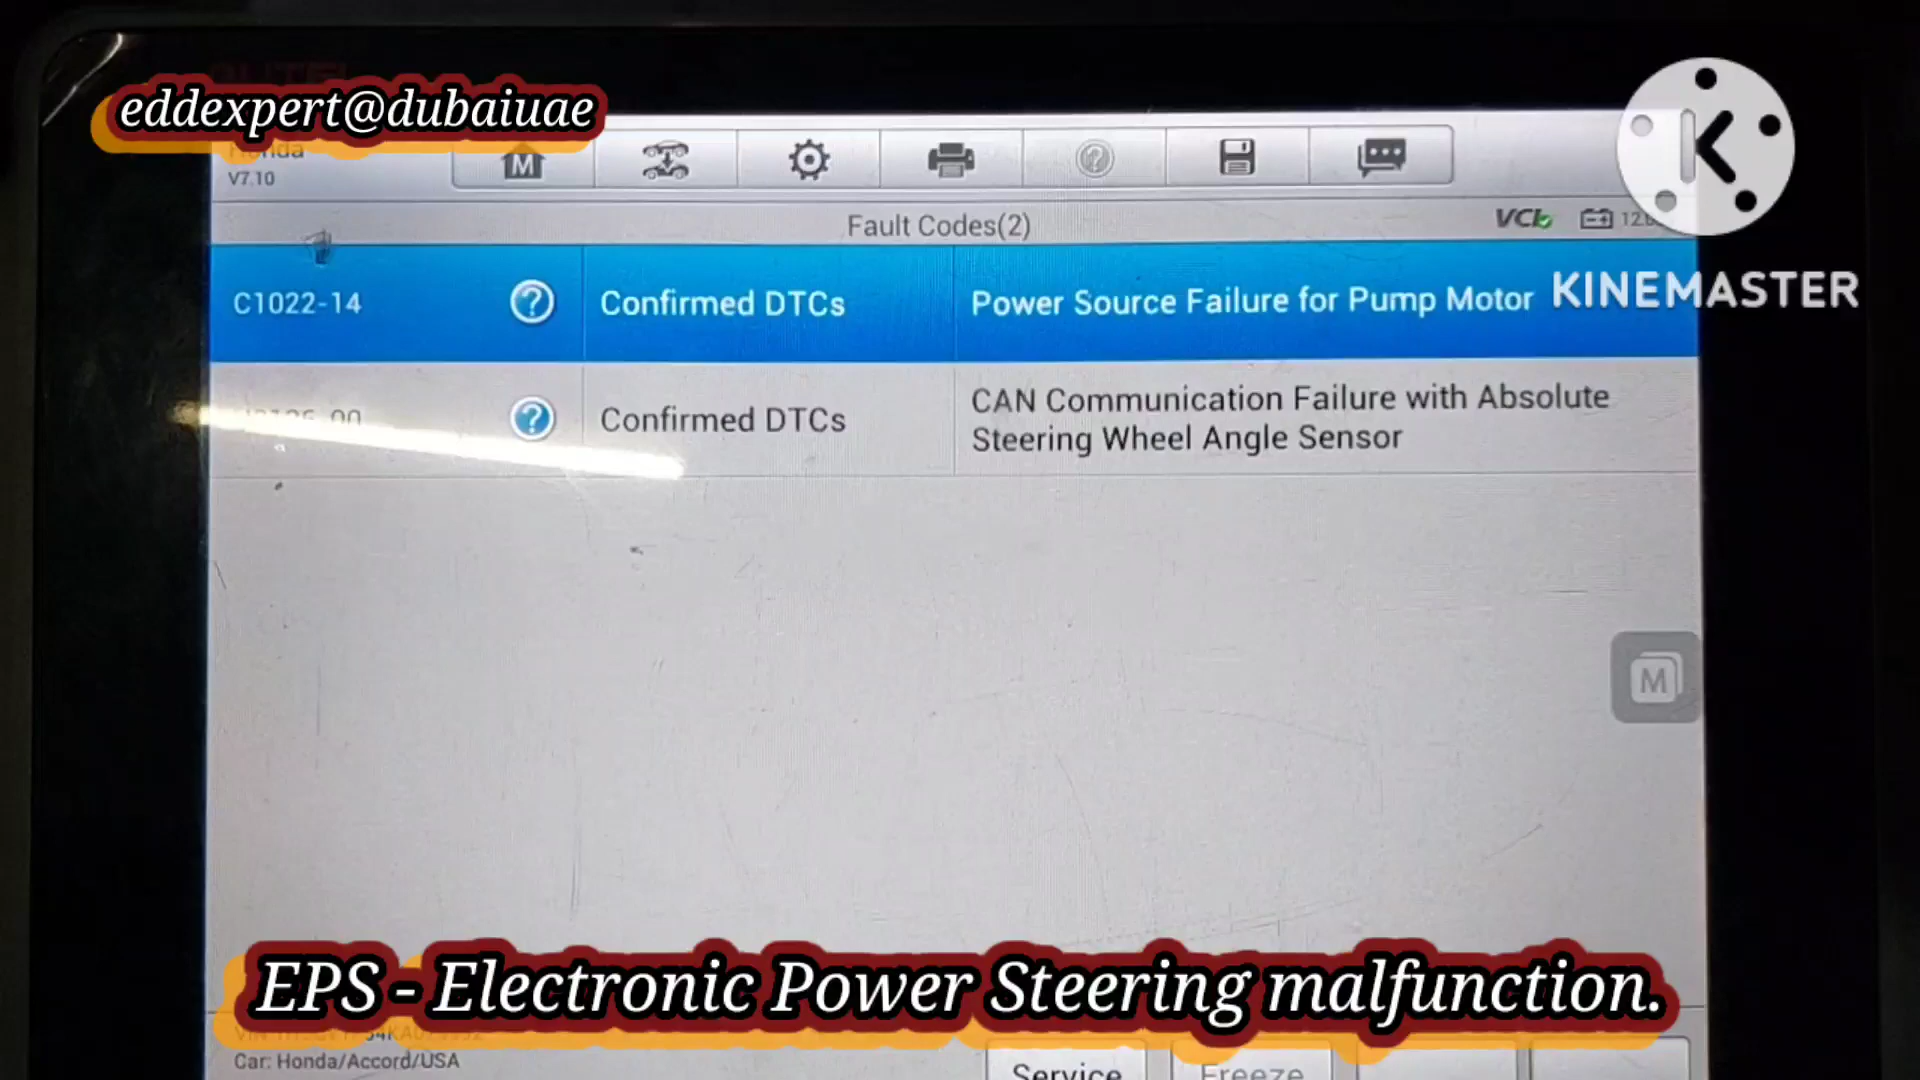 eddexpert@dubaiuae
Honda
V7.10
M
Fault Codes(2)
VCI
K
KINEMASTER
C1022-14
Confirmed DTCs
Power Source Failure for Pump Motor
Confirmed DTCs
CAN Communication Failure with Absolute
Steering Wheel Angle Sensor
M
EPS - Electronic Power Steering malfunction.
Car: Honda/Accord/USA
Service
Freeze